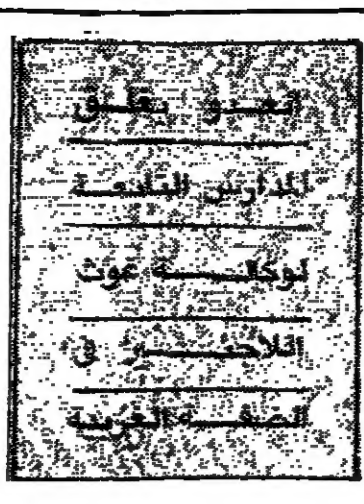 العدو يغلق
المدارس التابعة
لوكالة غوث
اللاجئين في
الضفة الغربية